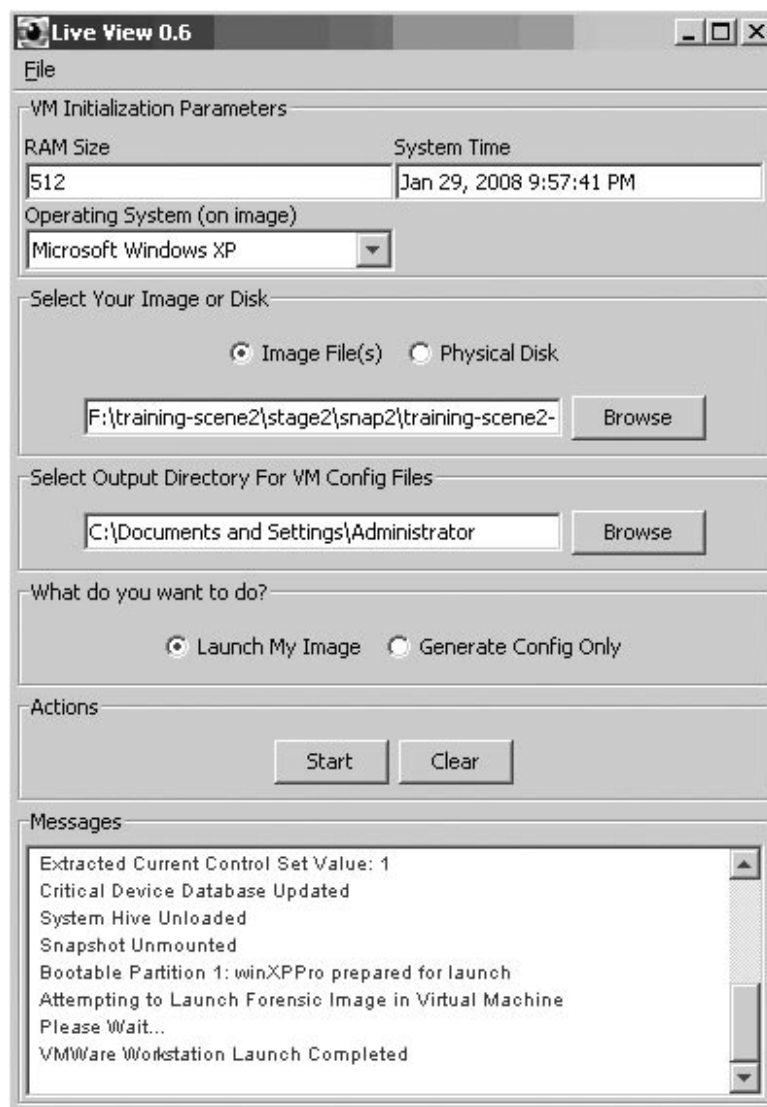 Live View 0.6
File
VM Initialization Parameters
RAM Size
System Time
512
Jan 29, 2008 9:57:41 PM
Operating System (on image)
Microsoft Windows XP
Select Your Image or Disk
Image File(s)
Physical Disk
F:\training-scene2\stage2\snap2\training-scene2-
Browse
Select Output Directory For VM Config Files
C:\Documents and Settings\Administrator
Browse
What do you want to do?
Launch My Image
Generate Config Only
Actions
Start
Clear
Messages
Extracted Current Control Set Value: 1
Critical Device Database Updated
System Hive Unloaded
Snapshot Unmounted
Bootable Partition 1: winXPPro prepared for launch
Attempting to Launch Forensic Image in Virtual Machine
Please Wait...
VMWare Workstation Launch Completed